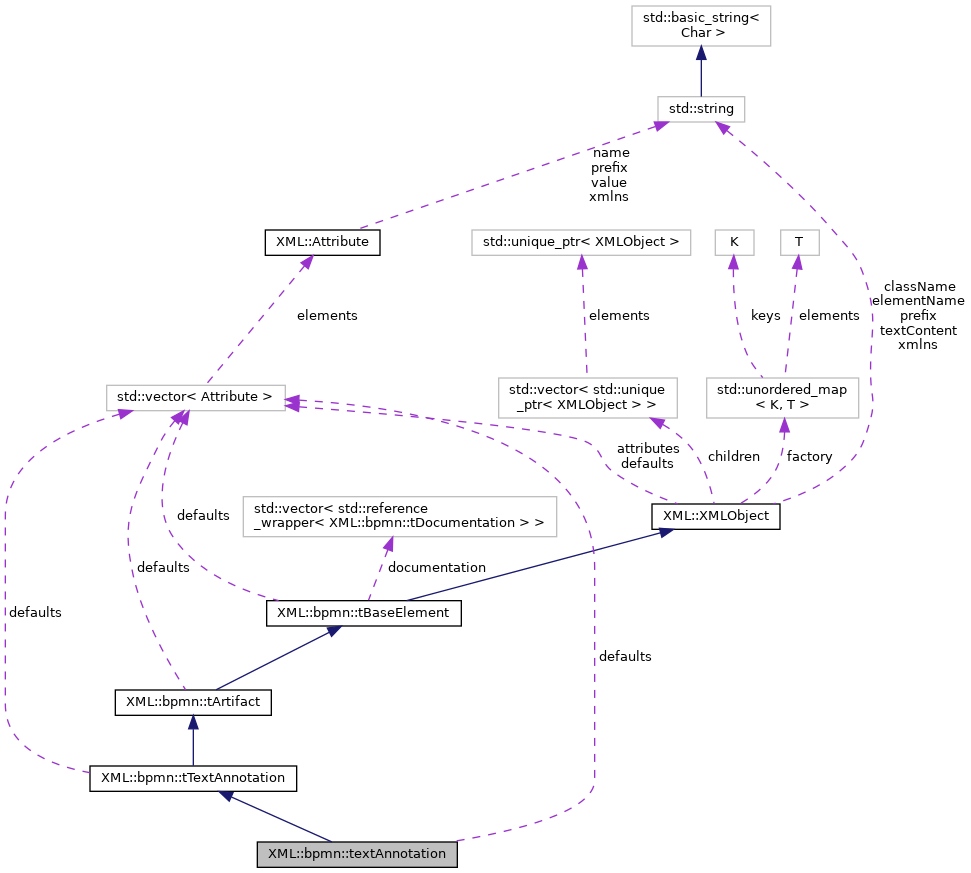 std::basic_string<
Char >
std::string
name
prefix
value
xmlns
XML::Attribute
std::unique_ptr< XMLObject >
K
T
className
elementName
prefix
textContent
xmlns
elements
elements
keys
elements
std::vector< Attribute >
std::vector< std::unique
_ptr< XMLObject > >
std::unordered_map
< K, T >
attributes
defaults
children
factory
std::vector< std::reference
_wrapper< XML::bpmn::tDocumentation > >
XML::XMLObject
defaults
defaults
documentation
defaults
XML::bpmn::tBaseElement
defaults
XML::bpmn::tArtifact
XML::bpmn::tTextAnnotation
XML::bpmn::textAnnotation